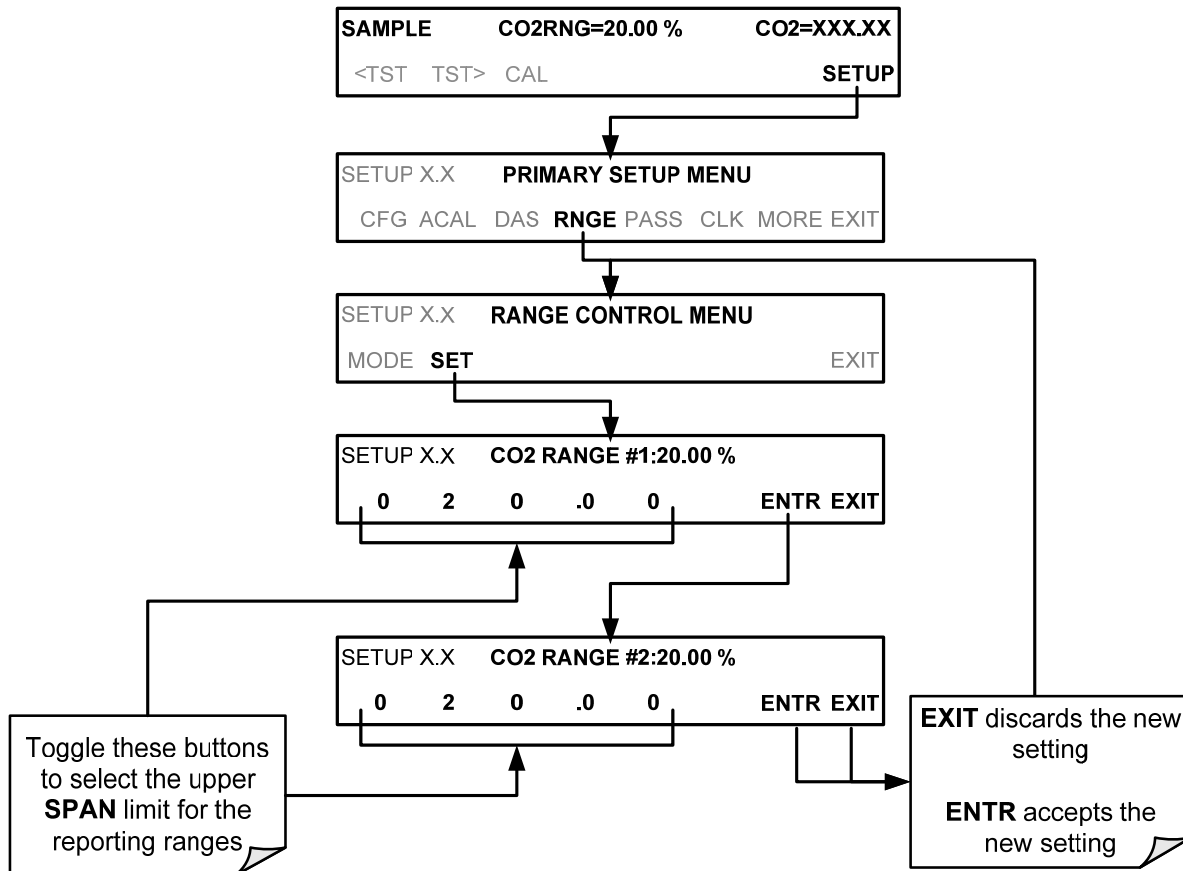 SAMPLE CO2RNG=20.00 % CO2=XXX.XX
<TST TST> CAL SETUP
SETUP X.X PRIMARY SETUP MENU
CFG ACAL DAS RNGE PASS CLK MORE EXIT
SETUP X.X RANGE CONTROL MENU
MODE SET EXIT
SETUP X.X CO2 RANGE #1:20.00 %
0 2 0 .0 0 ENTR EXIT
SETUP X.X CO2 RANGE #2:20.00 %
0 2 0 .0 0 ENTR EXIT
Toggle these buttons
to select the upper
SPAN limit for the
reporting ranges
EXIT discards the new
setting
ENTR accepts the
new setting